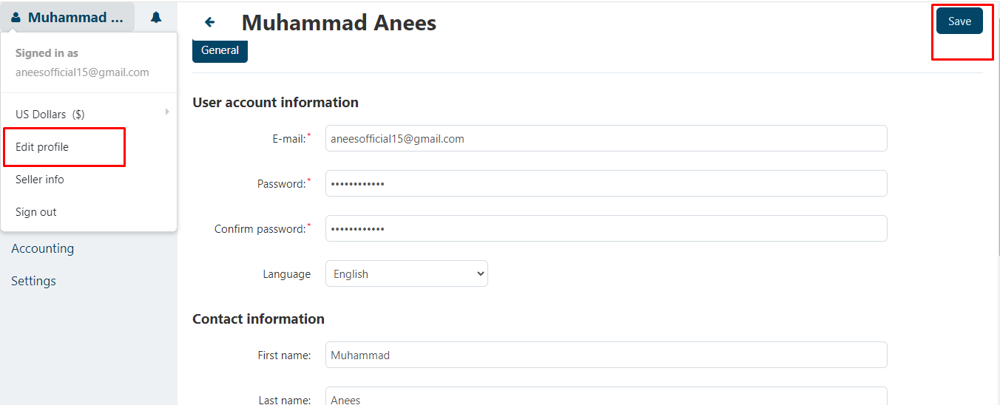 Muhammad ...
Signed in as
aneesofficial15@gmail.com
US Dollars ($)
Edit profile
Seller info
Sign out
Accounting
Settings
Muhammad Anees
Save
General
User account information
E-mail:* aneesofficial15@gmail.com
Password:* ••••••••••••
Confirm password:* ••••••••••••
Language English
Contact information
First name: Muhammad
Last name: Anees